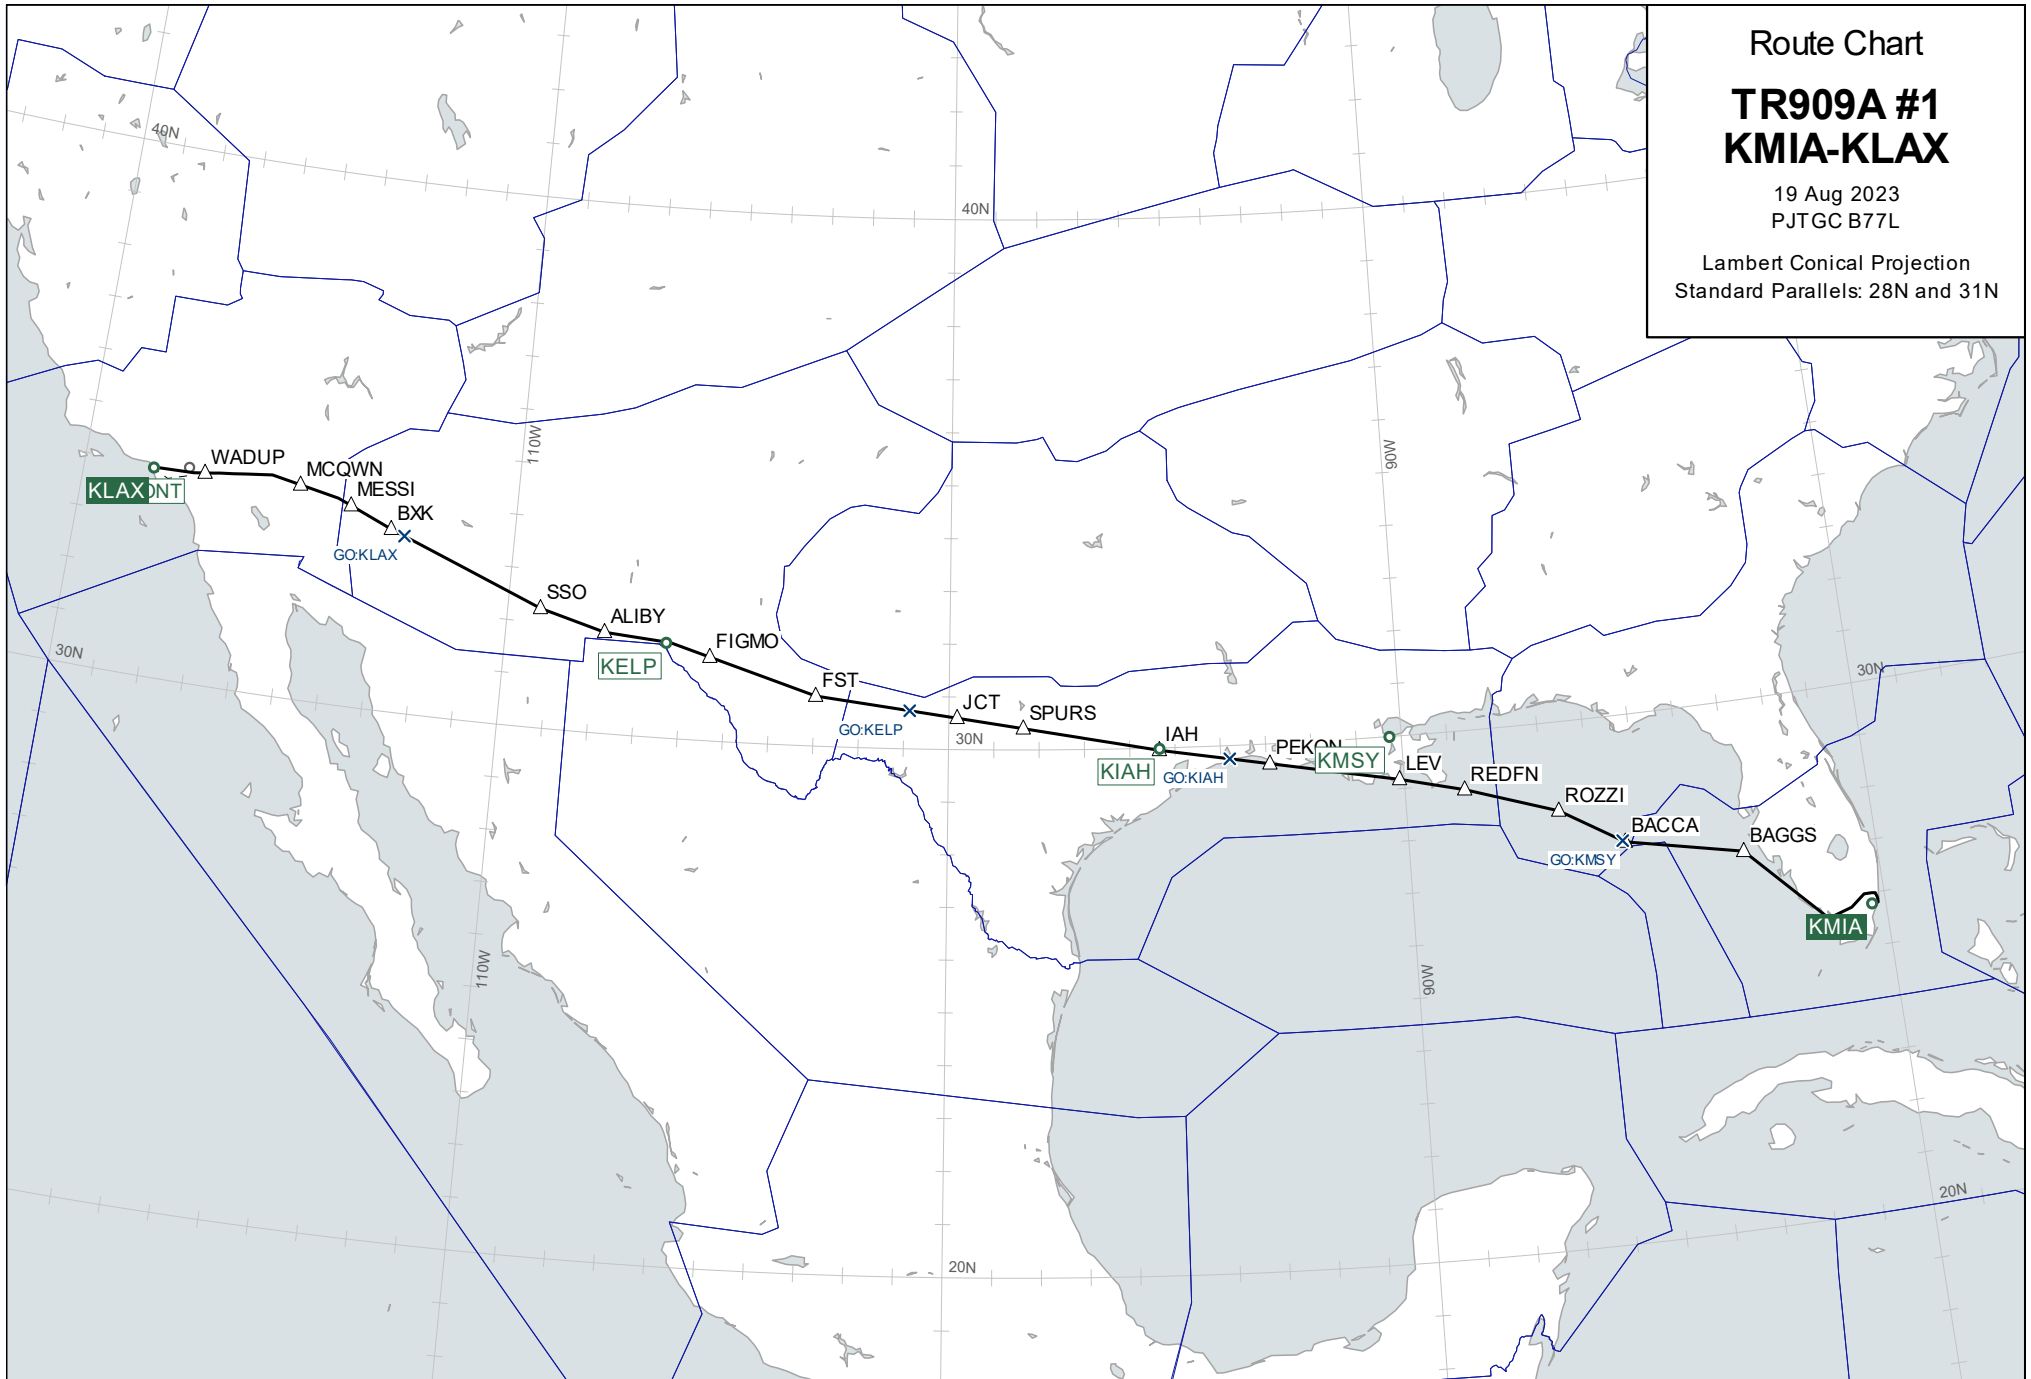 Route Chart
TR909A #1
KMIA-KLAX
19 Aug 2023
PJTGC B77L
Lambert Conical Projection
Standard Parallels: 28N and 31N
40N
40N
110W
90W
WADUP
MCQWN
KLAX
ONT
MESSI
BXK
GO:KLAX
SSO
ALIBY
FIGMO
KELP
30N
30N
FST
JCT
SPURS
GO:KELP
30N
IAH
PEKON
KMSY
KIAH
GO:KIAH
LEV
REDFN
ROZZI
BACCA
BAGGS
GO:KMSY
KMIA
110W
90W
20N
20N